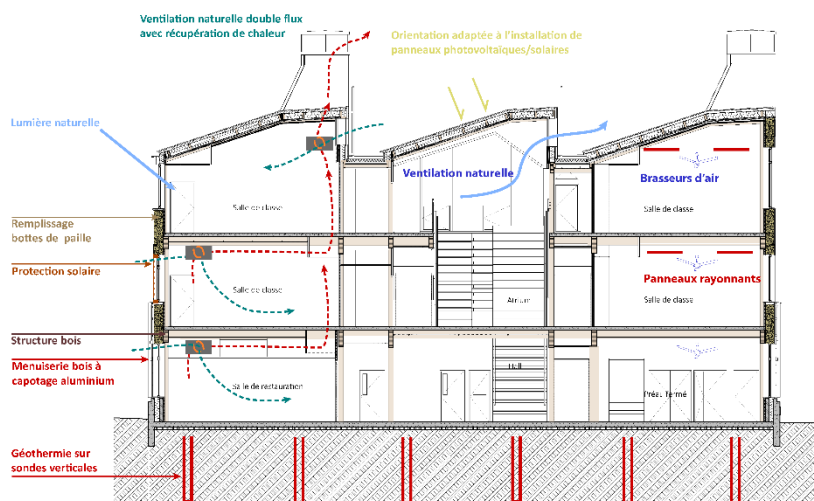 Ventilation naturelle double flux
avec récupération de chaleur
Orientation adaptée à l'installation de
panneaux photovoltaïques/solaires
Lumière naturelle
Ventilation naturelle
Brasseurs d'air
Salle de classe
Salle de classe
Remplissage
bottes de paille
Protection solaire
Panneaux rayonnants
Salle de classe
Atrium
Salle de classe
Structure bois
Menuiserie bois à
capotage aluminium
Hall
Salle de restauration
Préau fermé
Géothermie sur
sondes verticales